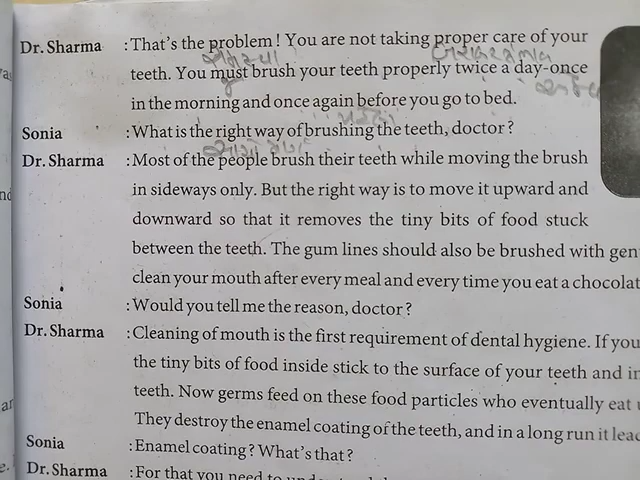 Dr. Sharma : That's the problem! You are not taking proper care of your
teeth. You must brush your teeth properly twice a day-once
in the morning and once again before you go to bed.
Sonia : What is the right way of brushing the teeth, doctor?
Dr. Sharma : Most of the people brush their teeth while moving the brush
in sideways only. But the right way is to move it upward and
downward so that it removes the tiny bits of food stuck
between the teeth. The gum lines should also be brushed with gen
clean your mouth after every meal and every time you eat a chocolat
Sonia : Would you tell me the reason, doctor?
Dr. Sharma : Cleaning of mouth is the first requirement of dental hygiene. If you
the tiny bits of food inside stick to the surface of your teeth and in
teeth. Now germs feed on these food particles who eventually eat
They destroy the enamel coating of the teeth, and in a long run it lead
Sonia : Enamel coating? What's that?
Dr. Sharma : For that you need to